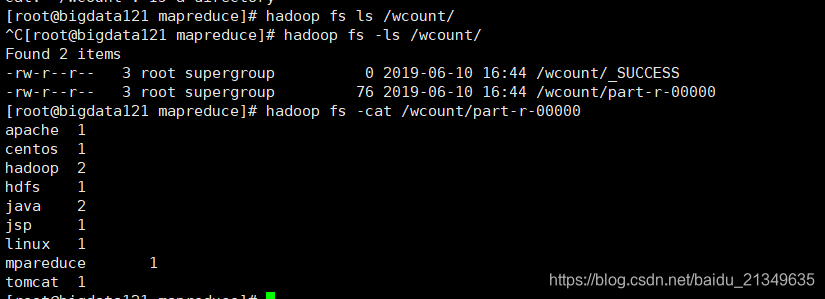 [root@bigdata121 mapreduce]# hadoop fs ls /wcount/
^C[root@bigdata121 mapreduce]# hadoop fs -ls /wcount/
Found 2 items
-rw-r--r--   3 root supergroup          0 2019-06-10 16:44 /wcount/_SUCCESS
-rw-r--r--   3 root supergroup         76 2019-06-10 16:44 /wcount/part-r-00000
[root@bigdata121 mapreduce]# hadoop fs -cat /wcount/part-r-00000
apache  1
centos  1
hadoop  2
hdfs    1
java    2
jsp     1
linux   1
mpareduce       1
tomcat  1
[root@bigdata121 mapreduce]#
https://blog.csdn.net/baidu_21349635